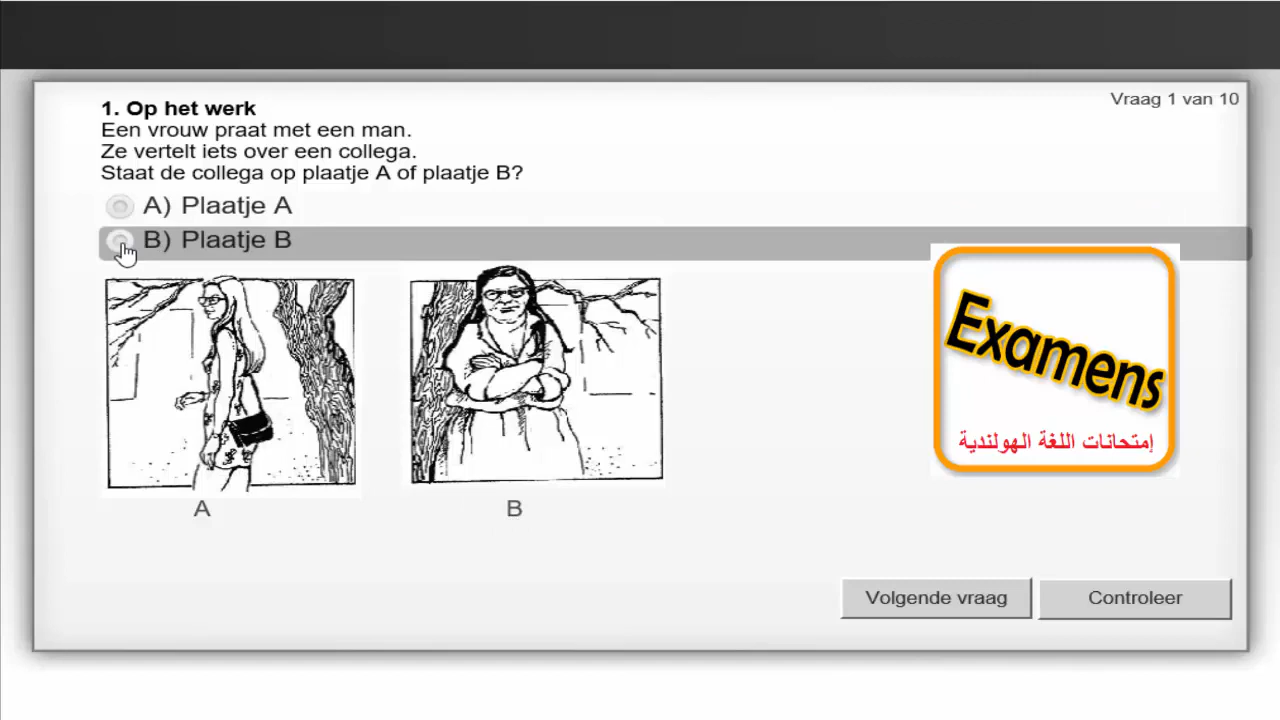 1. Op het werk
Vraag 1 van 10
Een vrouw praat met een man.
Ze vertelt iets over een collega.
Staat de collega op plaatje A of plaatje B?
A) Plaatje A
B) Plaatje B
Examens
إمتحانات اللغة الهولندية
A
B
Volgende vraag
Controleer